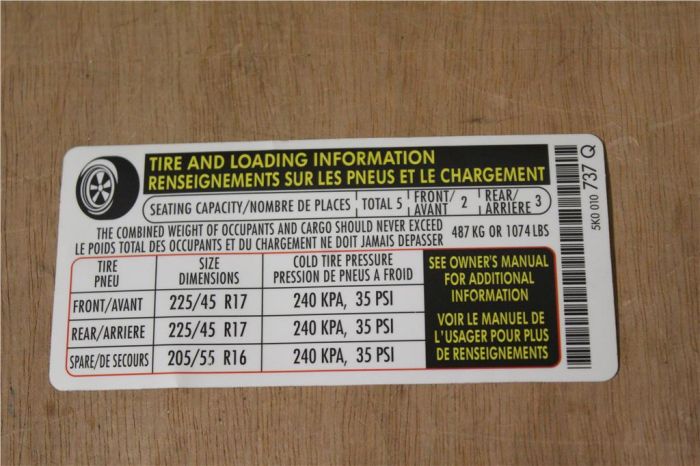 TIRE AND LOADING INFORMATION
RENSEIGNEMENTS SUR LES PNEUS ET LE CHARGEMENT
SEATING CAPACITY/NOMBRE DE PLACES TOTAL 5 FRONT/AVANT 2 REAR/ARRIERE 3
THE COMBINED WEIGHT OF OCCUPANTS AND CARGO SHOULD NEVER EXCEED
LE POIDS TOTAL DES OCCUPANTS ET DU CHARGEMENT NE DOIT JAMAIS DEPASSER
487 KG OR 1074 LBS
TIRE PNEU
SIZE DIMENSIONS
COLD TIRE PRESSURE PRESSION DE PNEUS A FROID
FRONT/AVANT 225/45 R17 240 KPA, 35 PSI
REAR/ARRIERE 225/45 R17 240 KPA, 35 PSI
SPARE/DE SECOURS 205/55 R16 240 KPA, 35 PSI
SEE OWNER'S MANUAL
FOR ADDITIONAL
INFORMATION
VOIR LE MANUEL DE
L'USAGER POUR PLUS
DE RENSEIGNEMENTS
5K0 010 737 Q